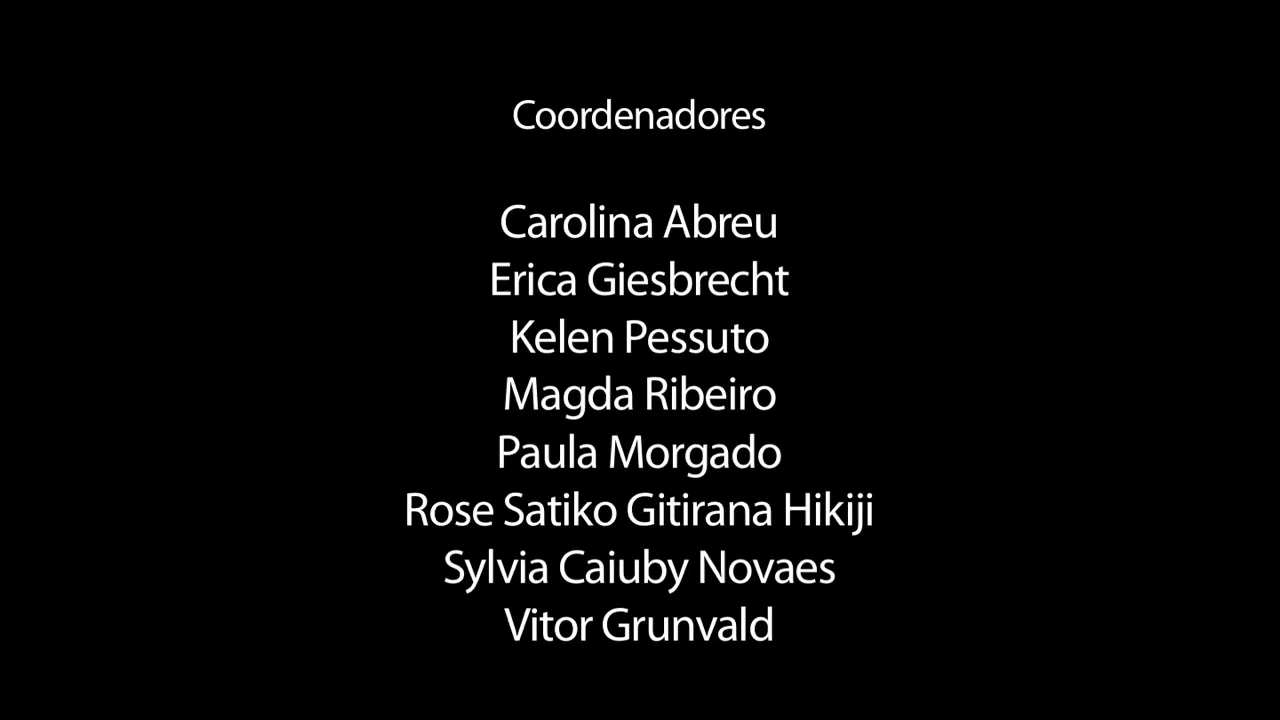 Coordenadores
Carolina Abreu
Erica Giesbrecht
Kelen Pessuto
Magda Ribeiro
Paula Morgado
Rose Satiko Gitirana Hikiji
Sylvia Caiuby Novaes
Vitor Grunvald